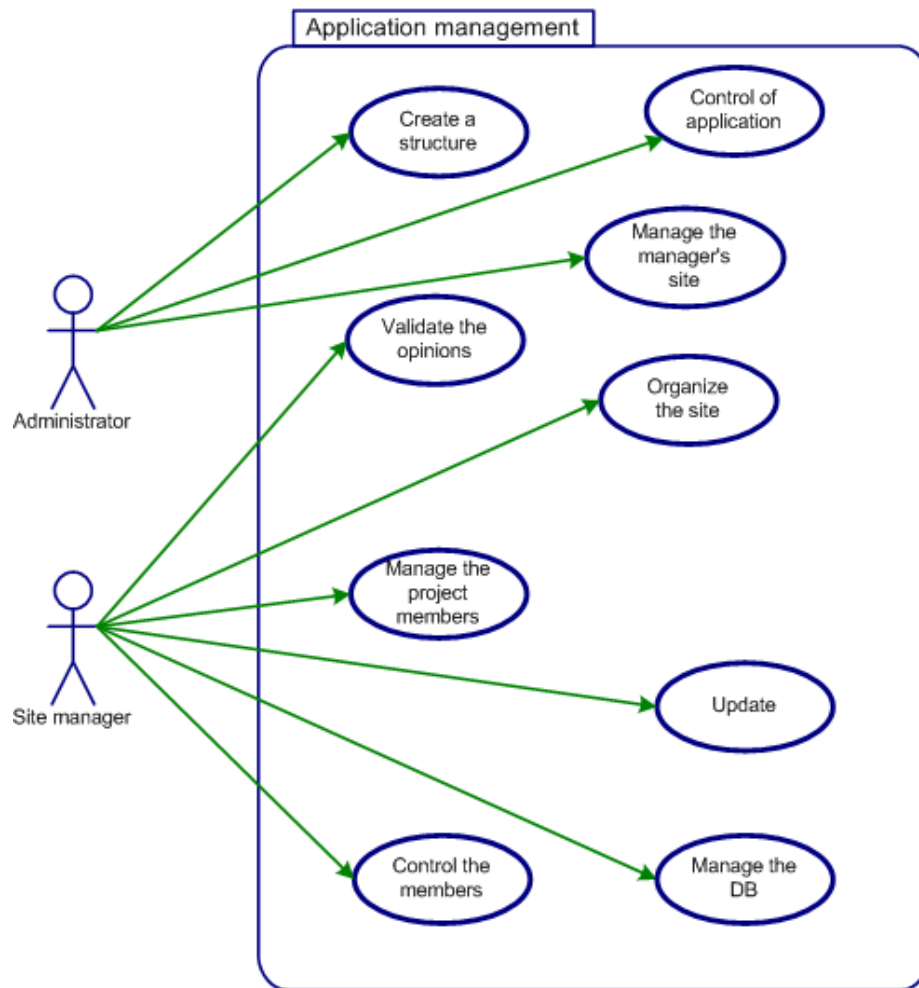 Application management
Create a
structure
Control of
application
Manage the
manager's
site
Validate the
opinions
Organize
the site
Administrator
Manage the
project
members
Site manager
Update
Control the
members
Manage the
DB